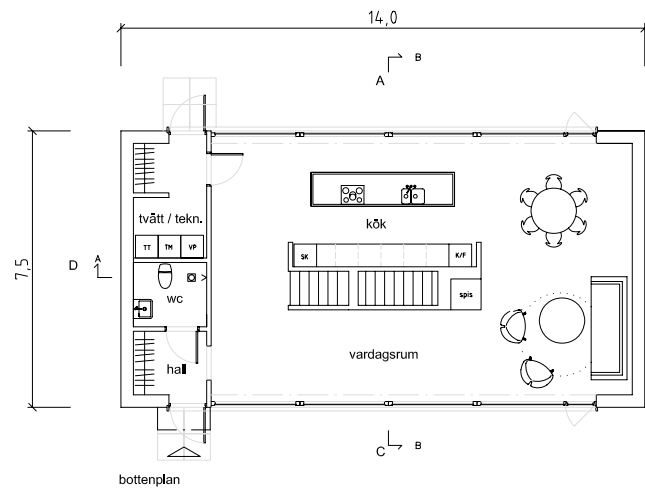 14,0
B
A
7,5
tvätt / tekn.
kök
TT TM VP
SK
K/F
D A
wc
spis
vardagsrum
hall
C B
bottenplan